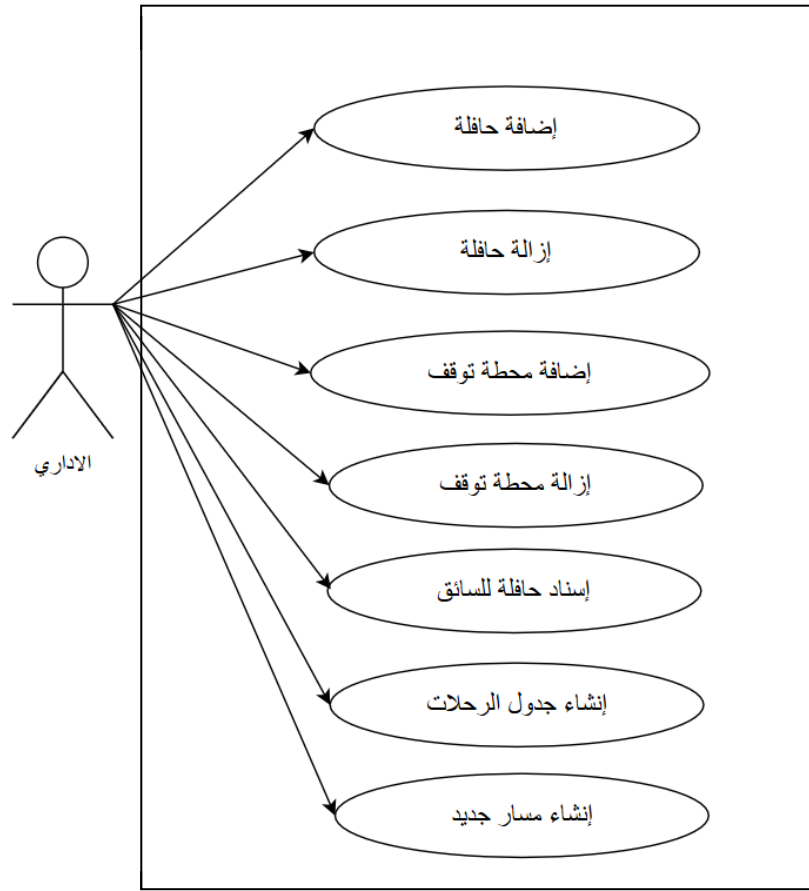 إضافة حافلة
إزالة حافلة
إضافة محطة توقف
الاداري
إزالة محطة توقف
إسناد حافلة للسائق
إنشاء جدول الرحلات
إنشاء مسار جديد